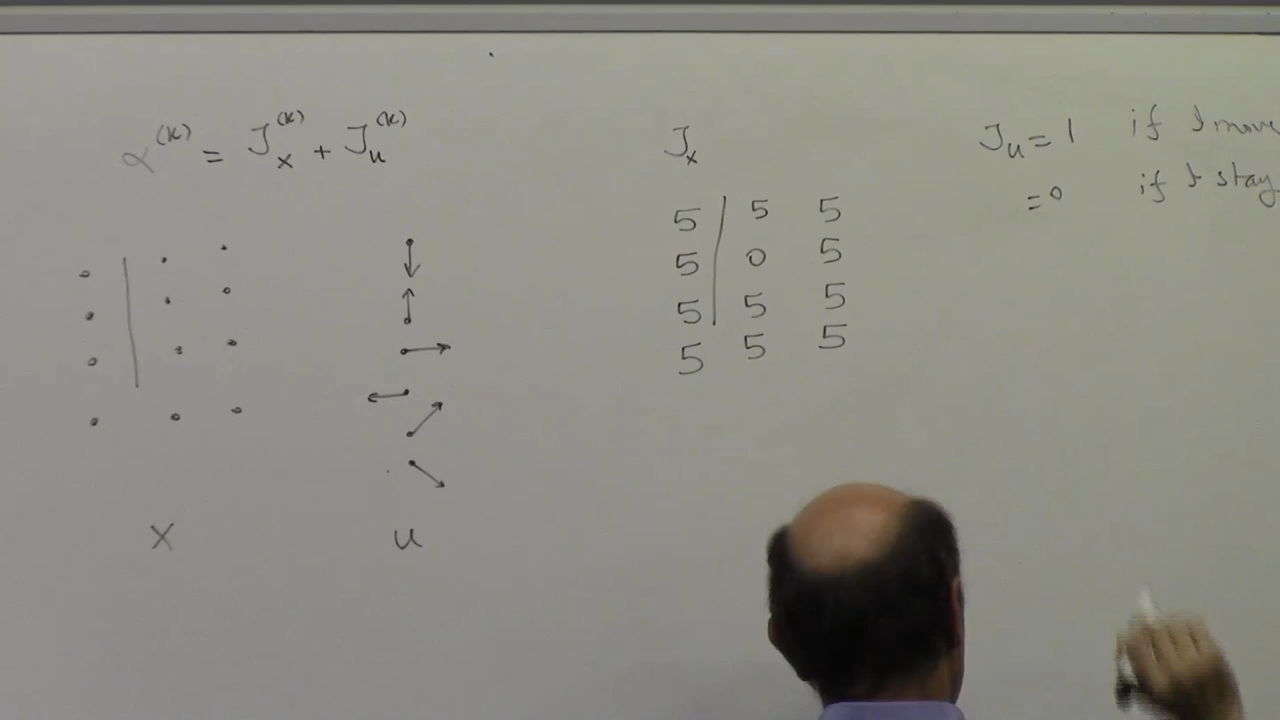 α^(k) = J_x^(k) + J_u^(k)
x
u
J_x
5 | 5 5
5 | 0 5
5 | 5 5
5 5 5
J_u = 1 if I move
= 0 if I stay